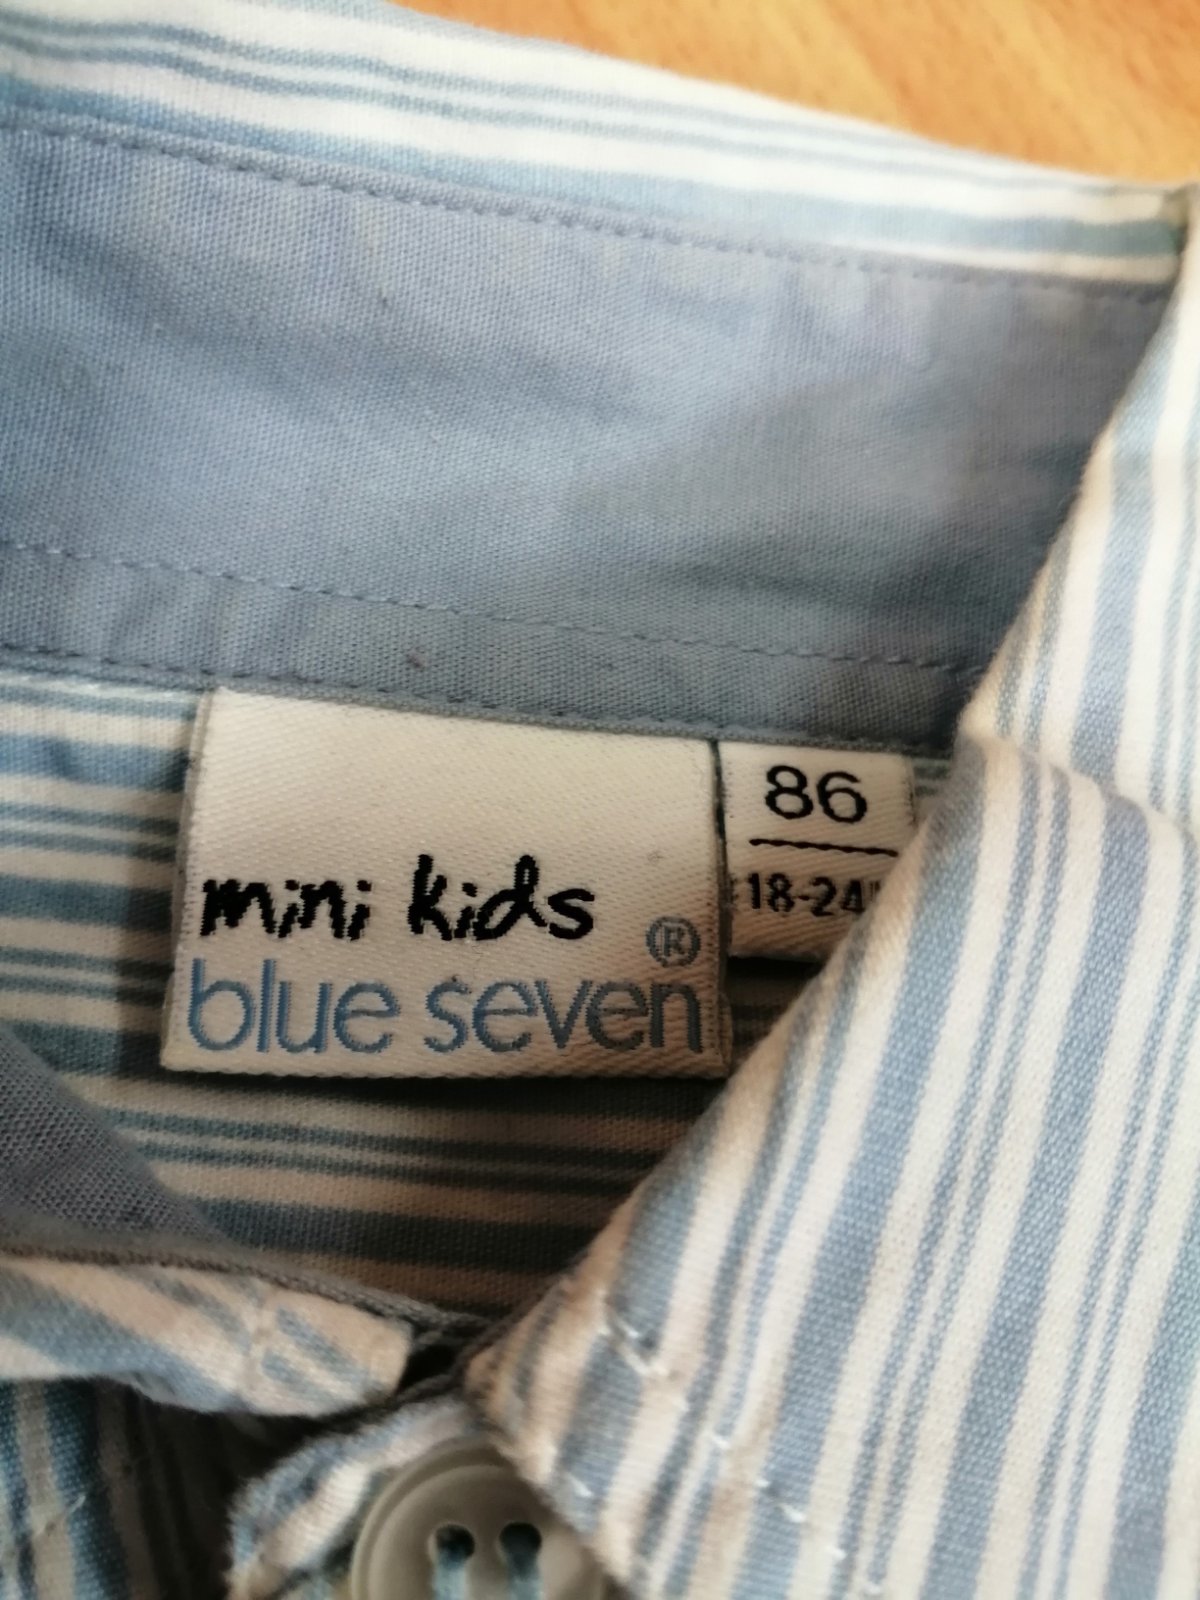 mini kids
blue seven®
86
18-24